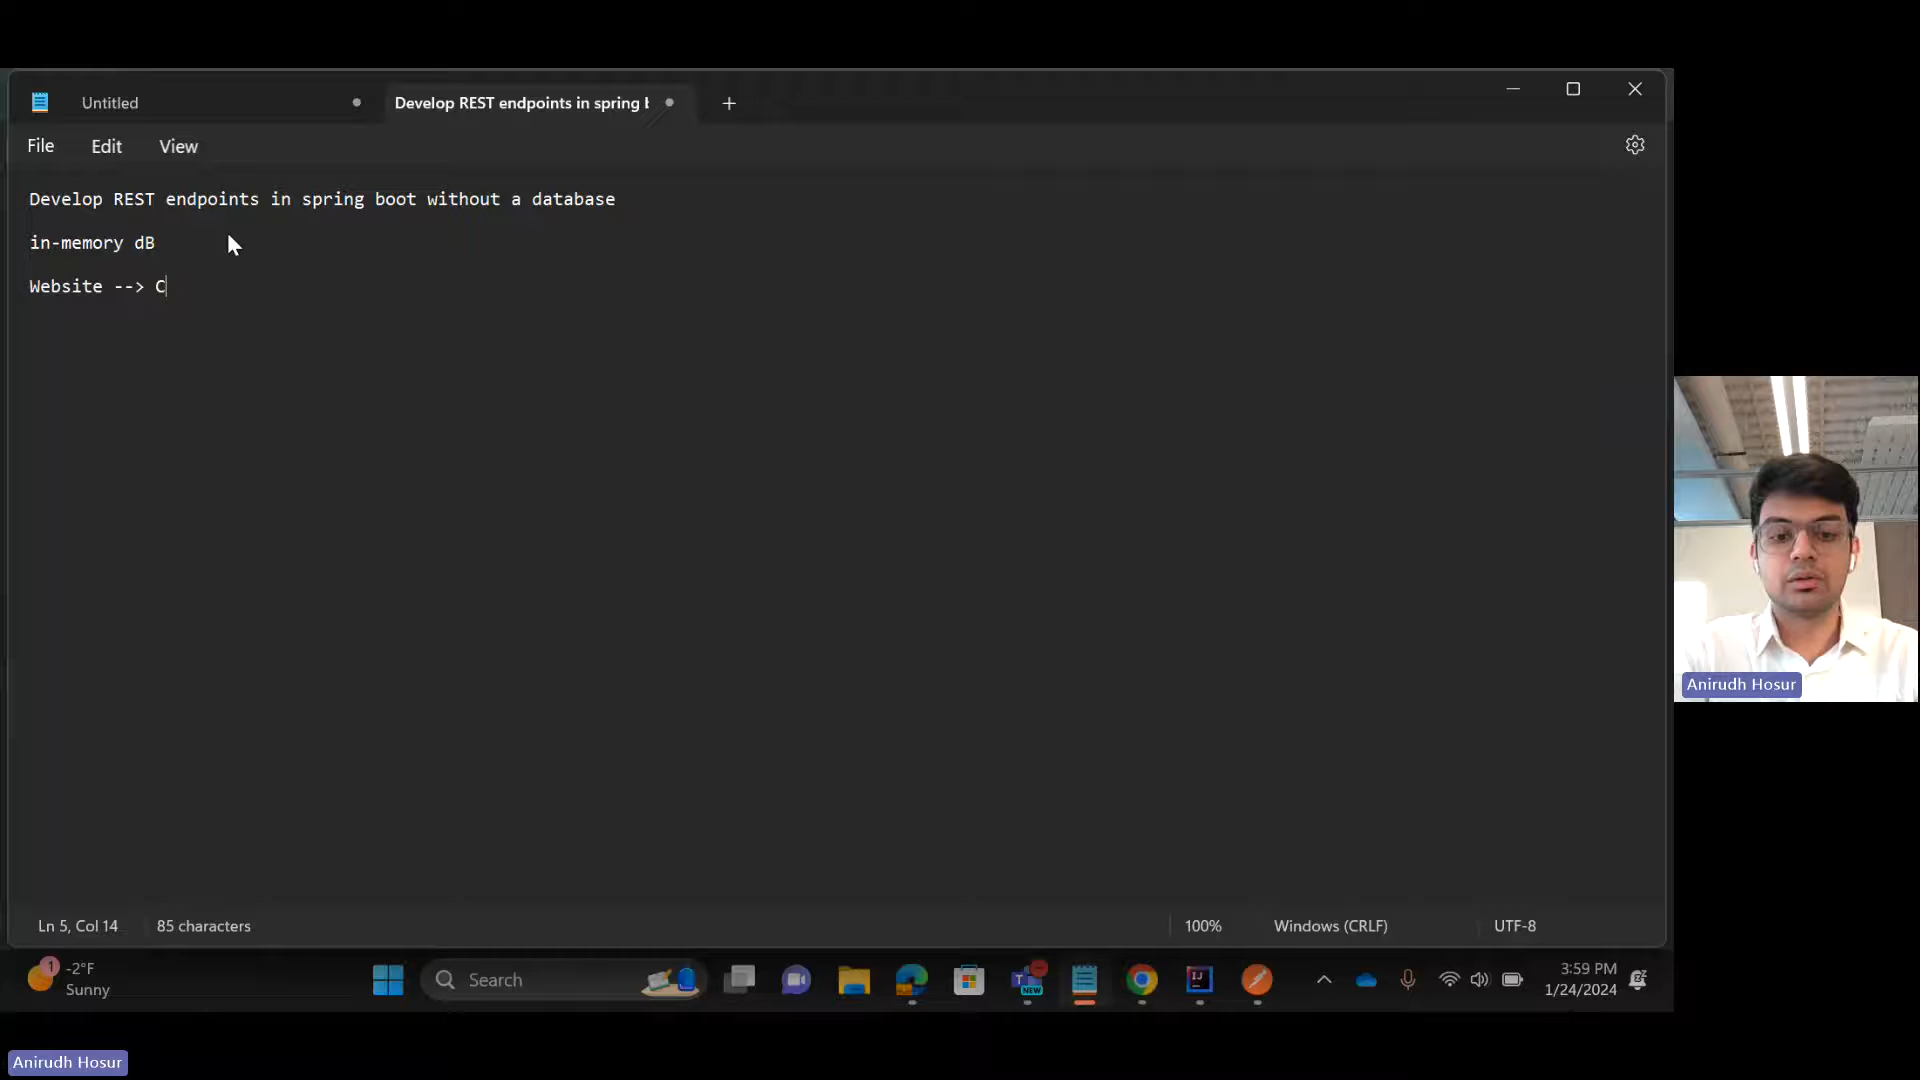 Untitled
Develop REST endpoints in spring b
File
Edit
View
Develop REST endpoints in spring boot without a database
in-memory dB
Website --> C
Anirudh Hosur
Ln 5, Col 14
85 characters
100%
Windows (CRLF)
UTF-8
1
-2°F
Sunny
Search
NEW
3:59 PM
1/24/2024
Anirudh Hosur